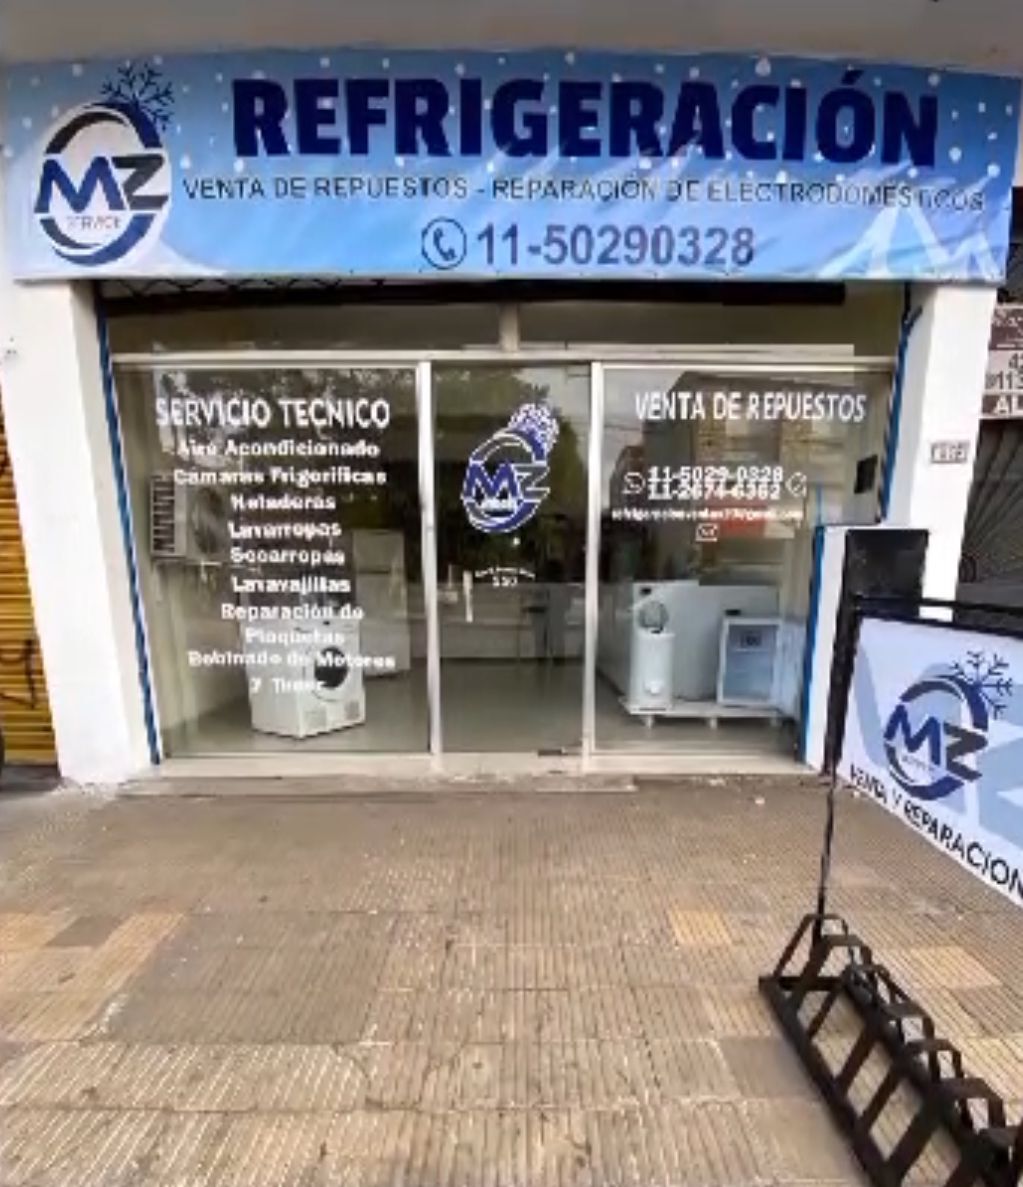 REFRIGERACIÓN
MZ
SERVICE
VENTA DE REPUESTOS - REPARACIÓN DE ELECTRODOMÉSTICOS
11-50290328
SERVICIO TECNICO
Aire Acondicionado
Camaras Frigorificas
Heladeras
Lavarropas
Secarropas
Lavavajillas
Reparación de
Plaquetas
Bobinado de Motores
MZ
VENTA DE REPUESTOS
11-5029-0328
11-2674-6362
MZ
VENTA Y REPARACION
AL